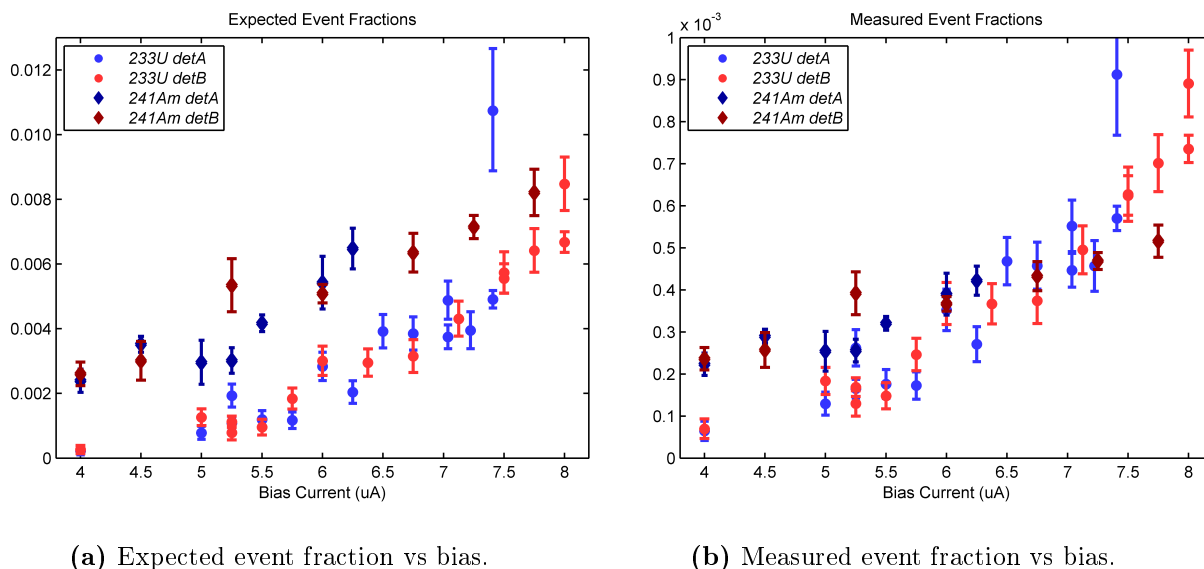 Expected Event Fractions
0.012
0.010
0.008
0.006
0.004
0.002
0
233U detA
233U detB
241Am detA
241Am detB
4 4.5 5 5.5 6 6.5 7 7.5 8
Bias Current (uA)
(a) Expected event fraction vs bias.
Measured Event Fractions
x 10^-3
1
0.9
0.8
0.7
0.6
0.5
0.4
0.3
0.2
0.1
0
233U detA
233U detB
241Am detA
241Am detB
4 4.5 5 5.5 6 6.5 7 7.5 8
Bias Current (uA)
(b) Measured event fraction vs bias.